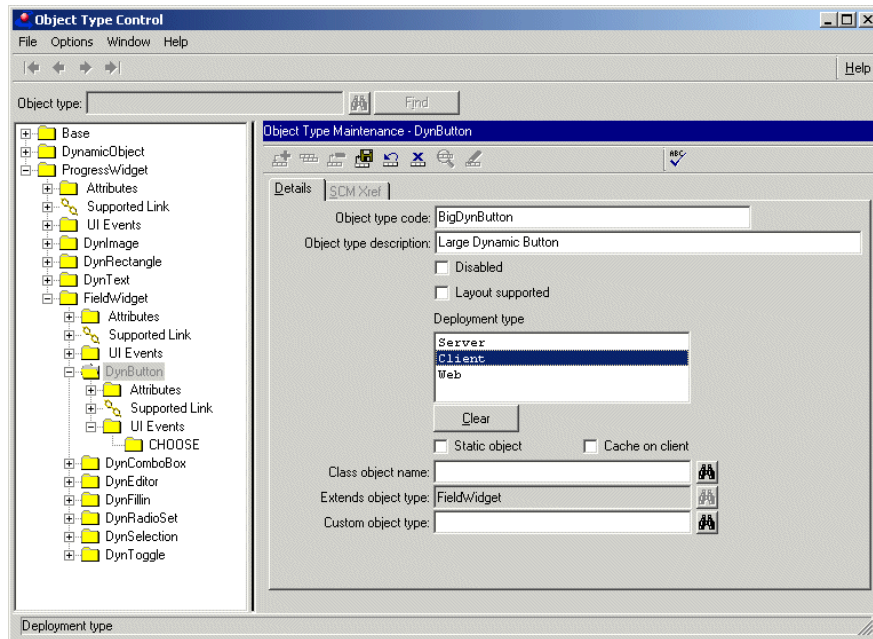 Object Type Control
File Options Window Help
Help
Object type: Find
Base
DynamicObject
ProgressWidget
Attributes
Supported Link
UI Events
DynImage
DynRectangle
DynText
FieldWidget
Attributes
Supported Link
UI Events
DynButton
Attributes
Supported Link
UI Events
CHOOSE
DynComboBox
DynEditor
DynFillin
DynRadioSet
DynSelection
DynToggle
Object Type Maintenance - DynButton
ABC
Details SCM Xref
Object type code: BigDynButton
Object type description: Large Dynamic Button
Disabled
Layout supported
Deployment type
Server
Client
Web
Clear
Static object Cache on client
Class object name:
Extends object type: FieldWidget
Custom object type:
Deployment type